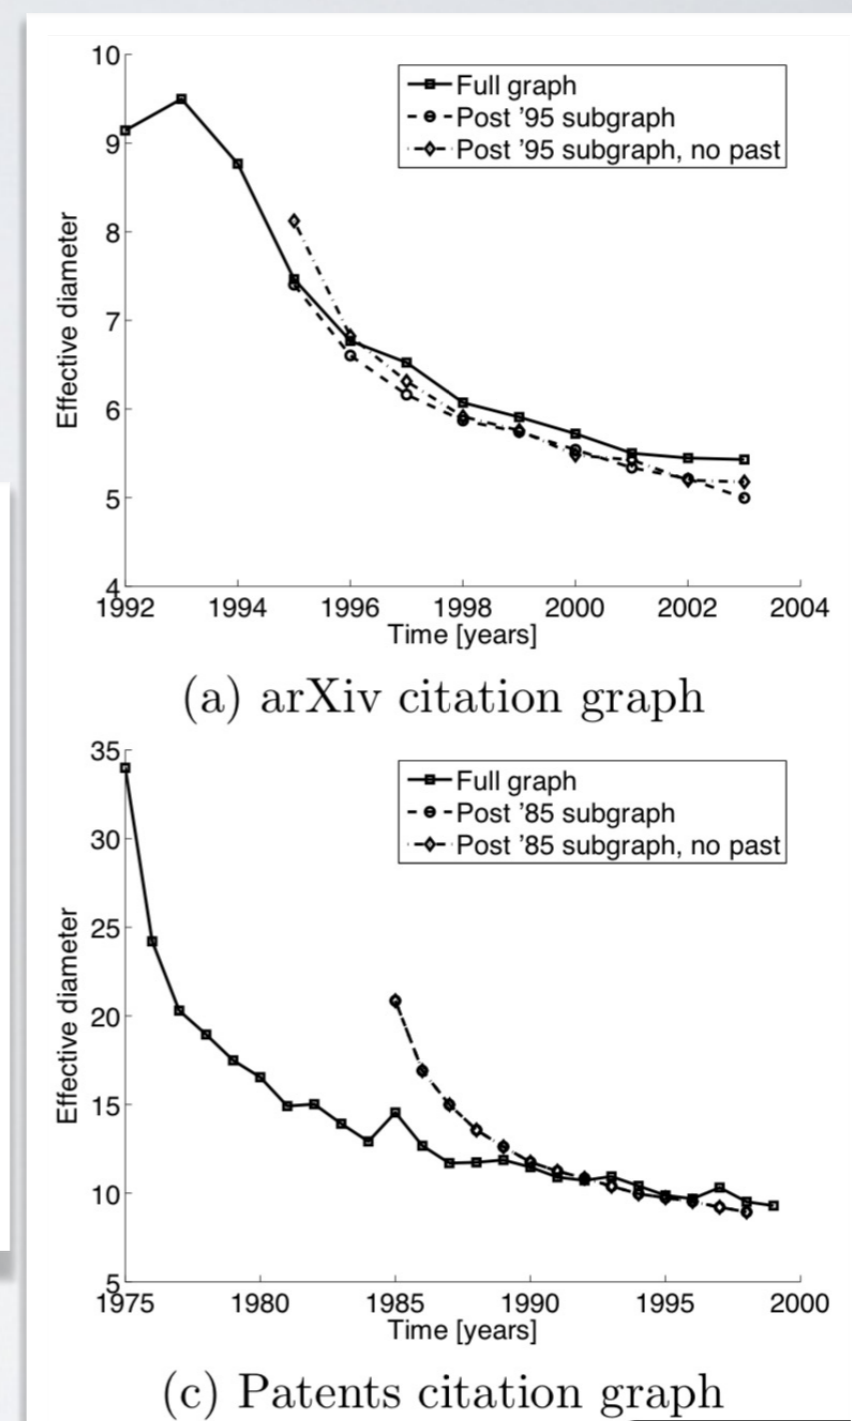 10
9
8
7
6
5
4
Effective diameter
Full graph
Post '95 subgraph
Post '95 subgraph, no past
1992 1994 1996 1998 2000 2002 2004
Time [years]
(a) arXiv citation graph
35
30
25
20
15
10
5
Effective diameter
Full graph
Post '85 subgraph
Post '85 subgraph, no past
1975 1980 1985 1990 1995 2000
Time [years]
(c) Patents citation graph